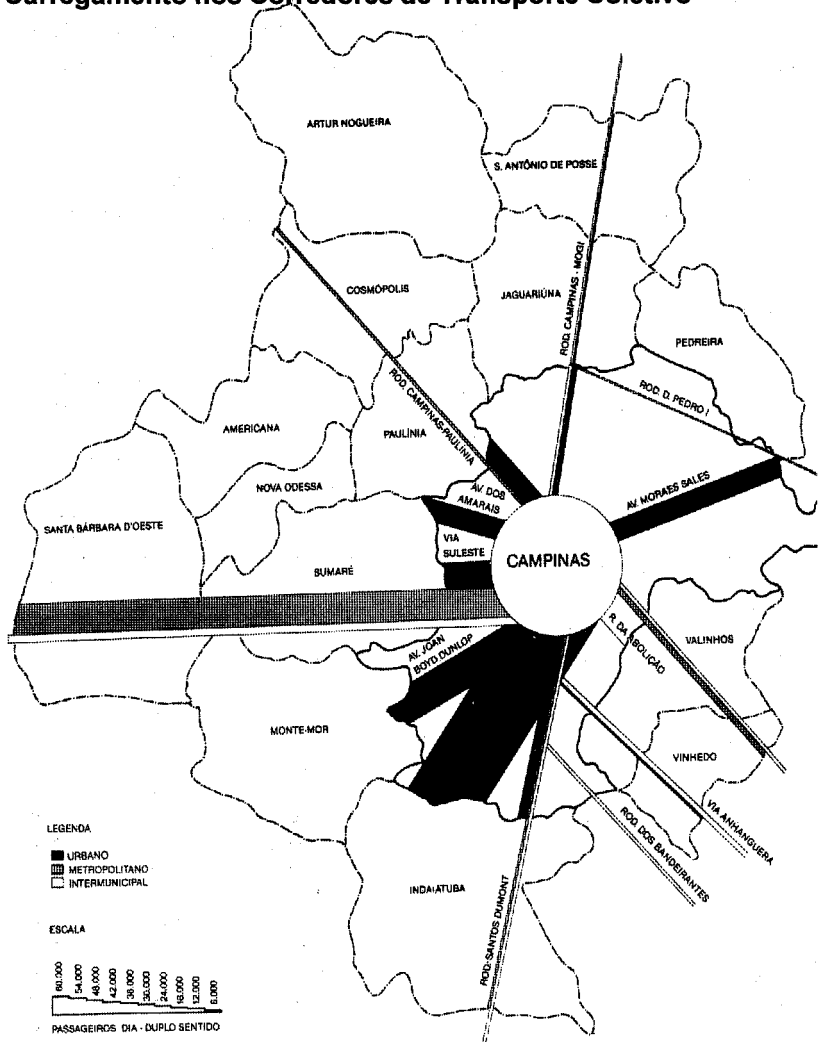 Carregamento nos Corredores de Transporte Coletivo
ARTUR NOGUEIRA
S. ANTÔNIO DE POSSE
COSMÓPOLIS
JAGUARIÚNA
ROD. CAMPINAS - MOGI
PEDREIRA
ROD. D. PEDRO I
ROD. CAMPINAS-PAULÍNIA
AMERICANA
PAULÍNIA
NOVA ODESSA
AV. DOS
AMARAIS
AV. MORAES SALES
SANTA BÁRBARA D'OESTE
VIA
SULESTE
SUMARÉ
CAMPINAS
R. DA ABOLIÇÃO
VALINHOS
AV. JOAN
BOYD DUNLOP
MONTE-MOR
VINHEDO
VIA ANHANGUERA
ROD. DOS BANDEIRANTES
INDAIATUBA
ROD. SANTOS DUMONT
LEGENDA
URBANO
METROPOLITANO
INTERMUNICIPAL
ESCALA
60.000
54.000
48.000
42.000
36.000
30.000
24.000
18.000
12.000
6.000
PASSAGEIROS DIA - DUPLO SENTIDO